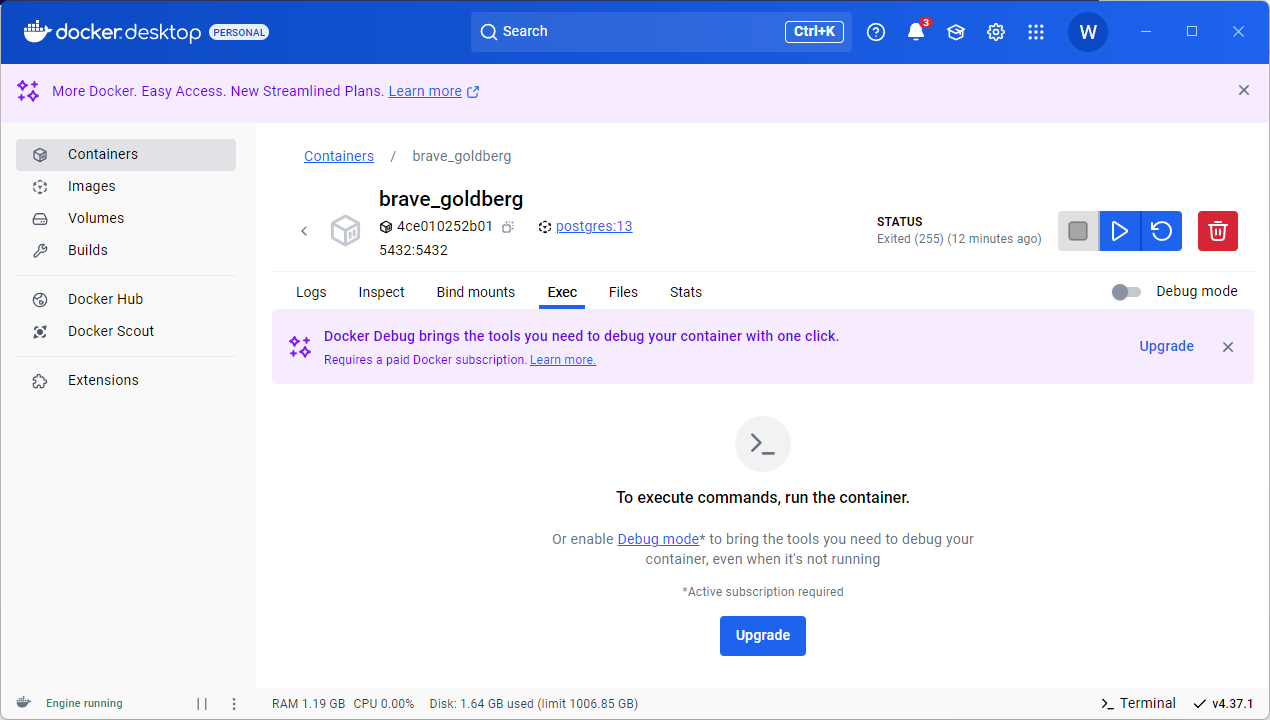 docker.desktop PERSONAL
Search
Ctrl+K
3
W
More Docker. Easy Access. New Streamlined Plans. Learn more
Containers
Images
Volumes
Builds
Docker Hub
Docker Scout
Extensions
Containers / brave_goldberg
brave_goldberg
4ce010252b01
postgres:13
5432:5432
STATUS
Exited (255) (12 minutes ago)
Logs
Inspect
Bind mounts
Exec
Files
Stats
Debug mode
Docker Debug brings the tools you need to debug your container with one click.
Requires a paid Docker subscription. Learn more.
Upgrade
To execute commands, run the container.
Or enable Debug mode* to bring the tools you need to debug your
container, even when it's not running
*Active subscription required
Upgrade
Engine running
RAM 1.19 GB CPU 0.00% Disk: 1.64 GB used (limit 1006.85 GB)
Terminal
v4.37.1